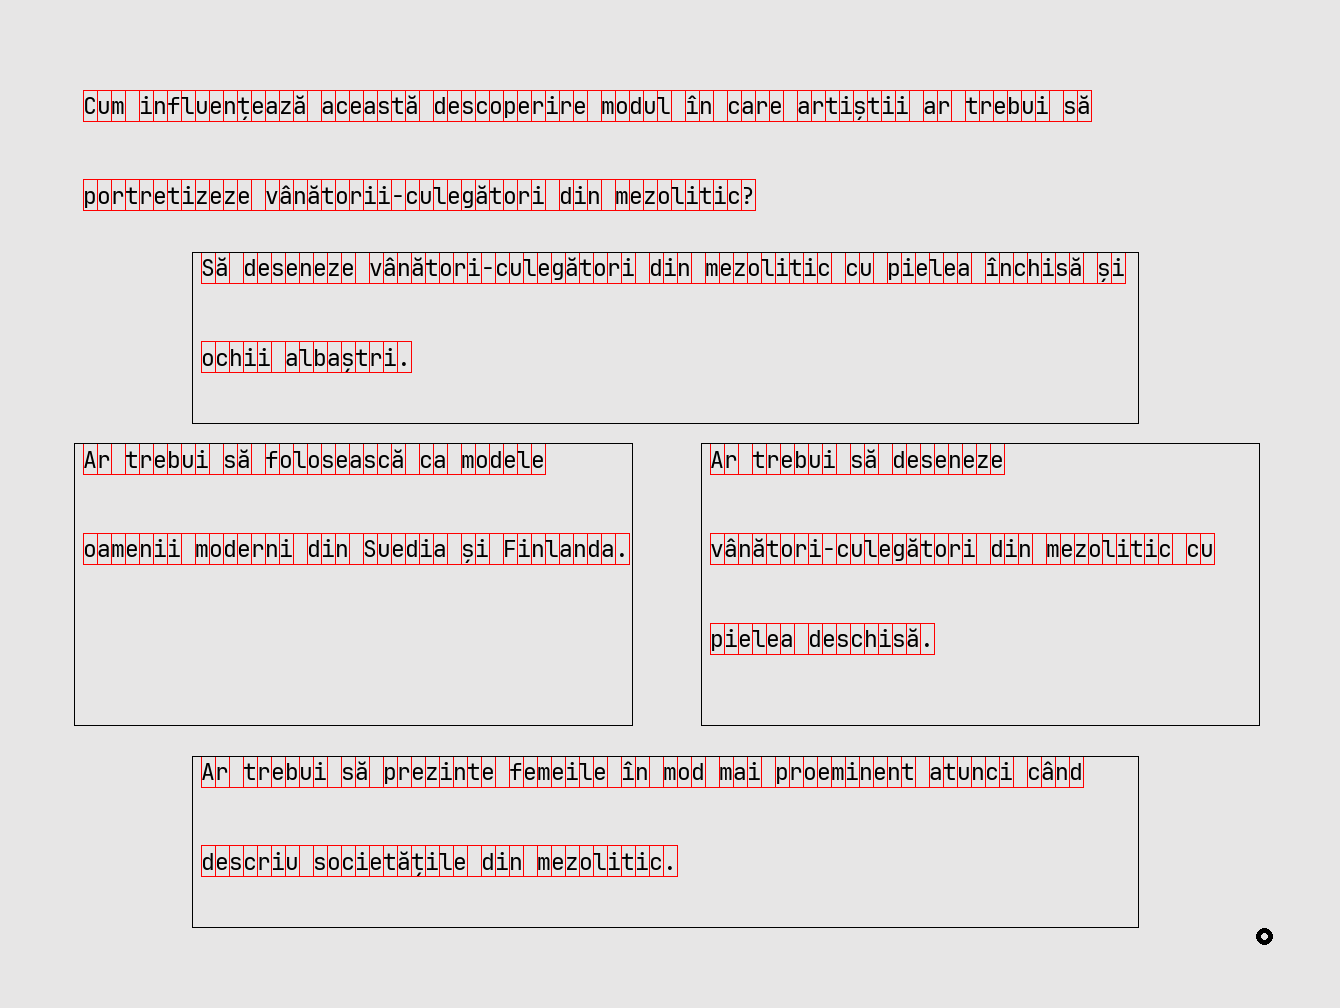 Cum influențează această descoperire modul în care artiștii ar trebui să
portretizeze vânătorii-culegători din mezolitic?
Să deseneze vânători-culegători din mezolitic cu pielea închisă și
ochii albaștri.
Ar trebui să folosească ca modele
oamenii moderni din Suedia și Finlanda.
Ar trebui să deseneze
vânători-culegători din mezolitic cu
pielea deschisă.
Ar trebui să prezinte femeile în mod mai proeminent atunci când
descriu societățile din mezolitic.